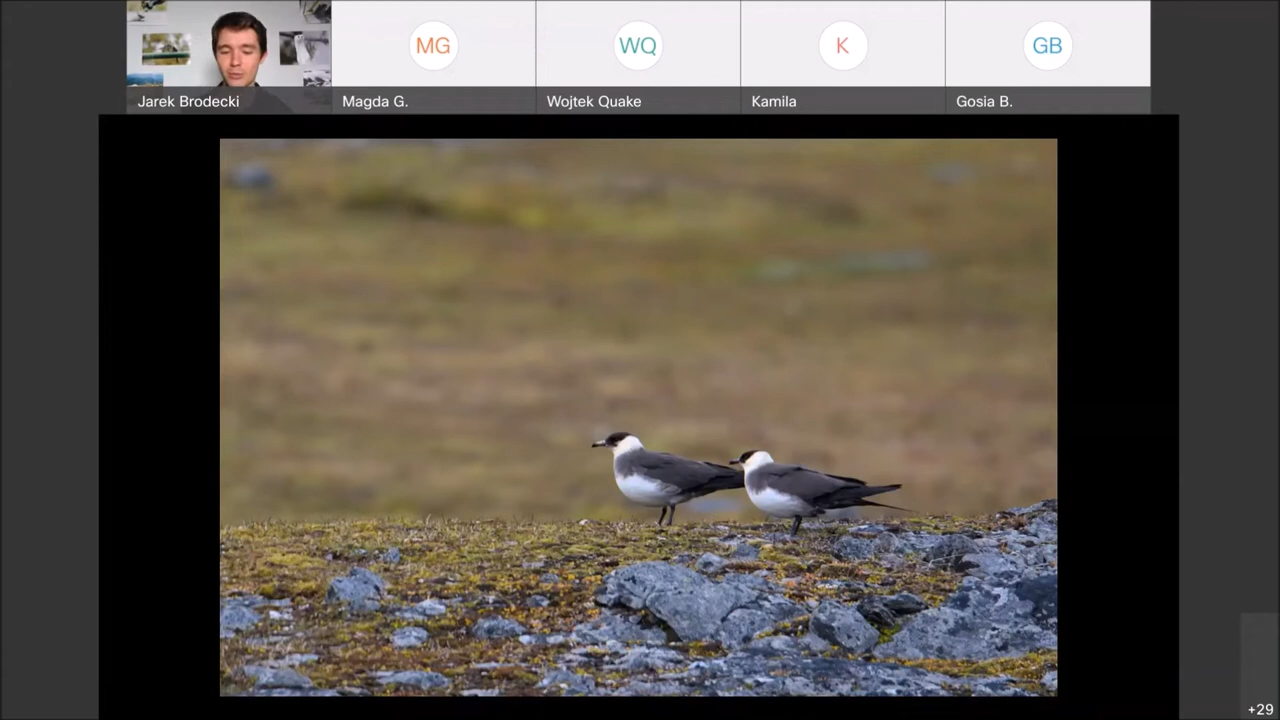 MG
WQ
K
GB
Jarek Brodecki
Magda G.
Wojtek Quake
Kamila
Gosia B.
+29